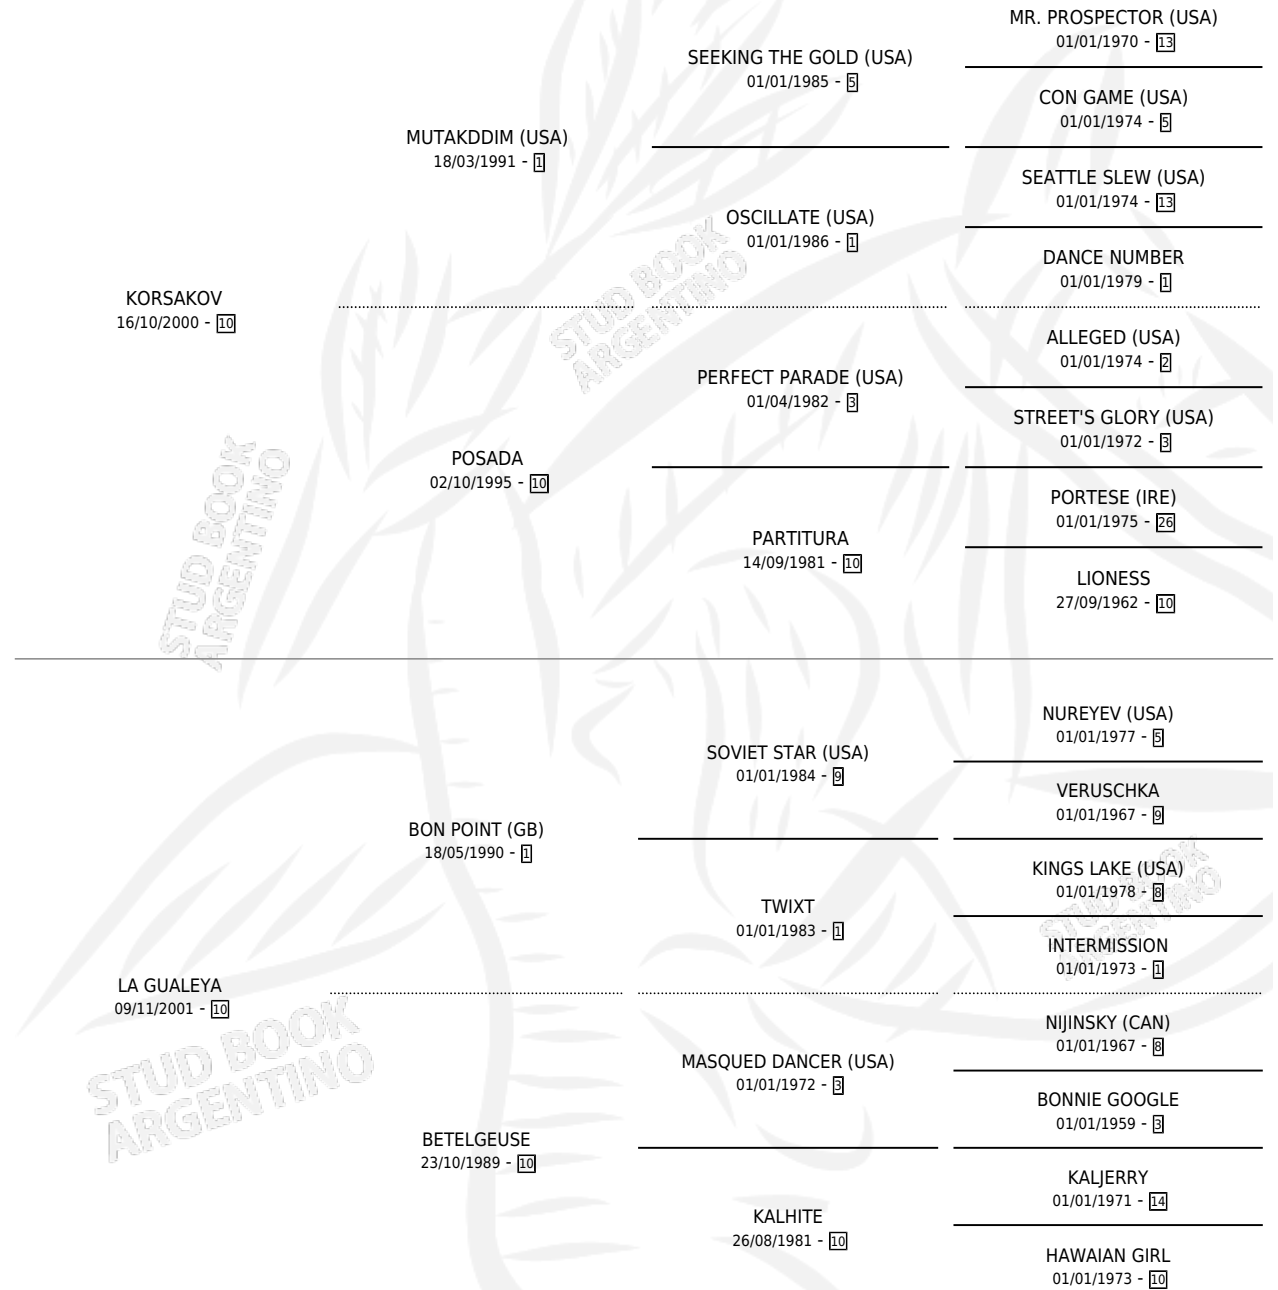 MR. PROSPECTOR (USA)
01/01/1970 - 13
SEEKING THE GOLD (USA)
01/01/1985 - 5
CON GAME (USA)
01/01/1974 - 5
MUTAKDDIM (USA)
18/03/1991 - 1
SEATTLE SLEW (USA)
01/01/1974 - 13
OSCILLATE (USA)
01/01/1986 - 1
DANCE NUMBER
01/01/1979 - 1
KORSAKOV
16/10/2000 - 10
ALLEGED (USA)
01/01/1974 - 2
PERFECT PARADE (USA)
01/04/1982 - 3
STREET'S GLORY (USA)
01/01/1972 - 3
POSADA
02/10/1995 - 10
PORTESE (IRE)
01/01/1975 - 26
PARTITURA
14/09/1981 - 10
LIONESS
27/09/1962 - 10
NUREYEV (USA)
01/01/1977 - 5
SOVIET STAR (USA)
01/01/1984 - 9
VERUSCHKA
01/01/1967 - 9
BON POINT (GB)
18/05/1990 - 1
KINGS LAKE (USA)
01/01/1978 - 8
TWIXT
01/01/1983 - 1
INTERMISSION
01/01/1973 - 1
LA GUALEYA
09/11/2001 - 10
NIJINSKY (CAN)
01/01/1967 - 8
MASQUED DANCER (USA)
01/01/1972 - 3
BONNIE GOOGLE
01/01/1959 - 3
BETELGEUSE
23/10/1989 - 10
KALJERRY
01/01/1971 - 14
KALHITE
26/08/1981 - 10
HAWAIAN GIRL
01/01/1973 - 10
STUD BOOK
ARGENTINO
STUD BOOK
ARGENTINO
STUD BOOK
ARGENTINO
STUD BOOK
ARGENTINO